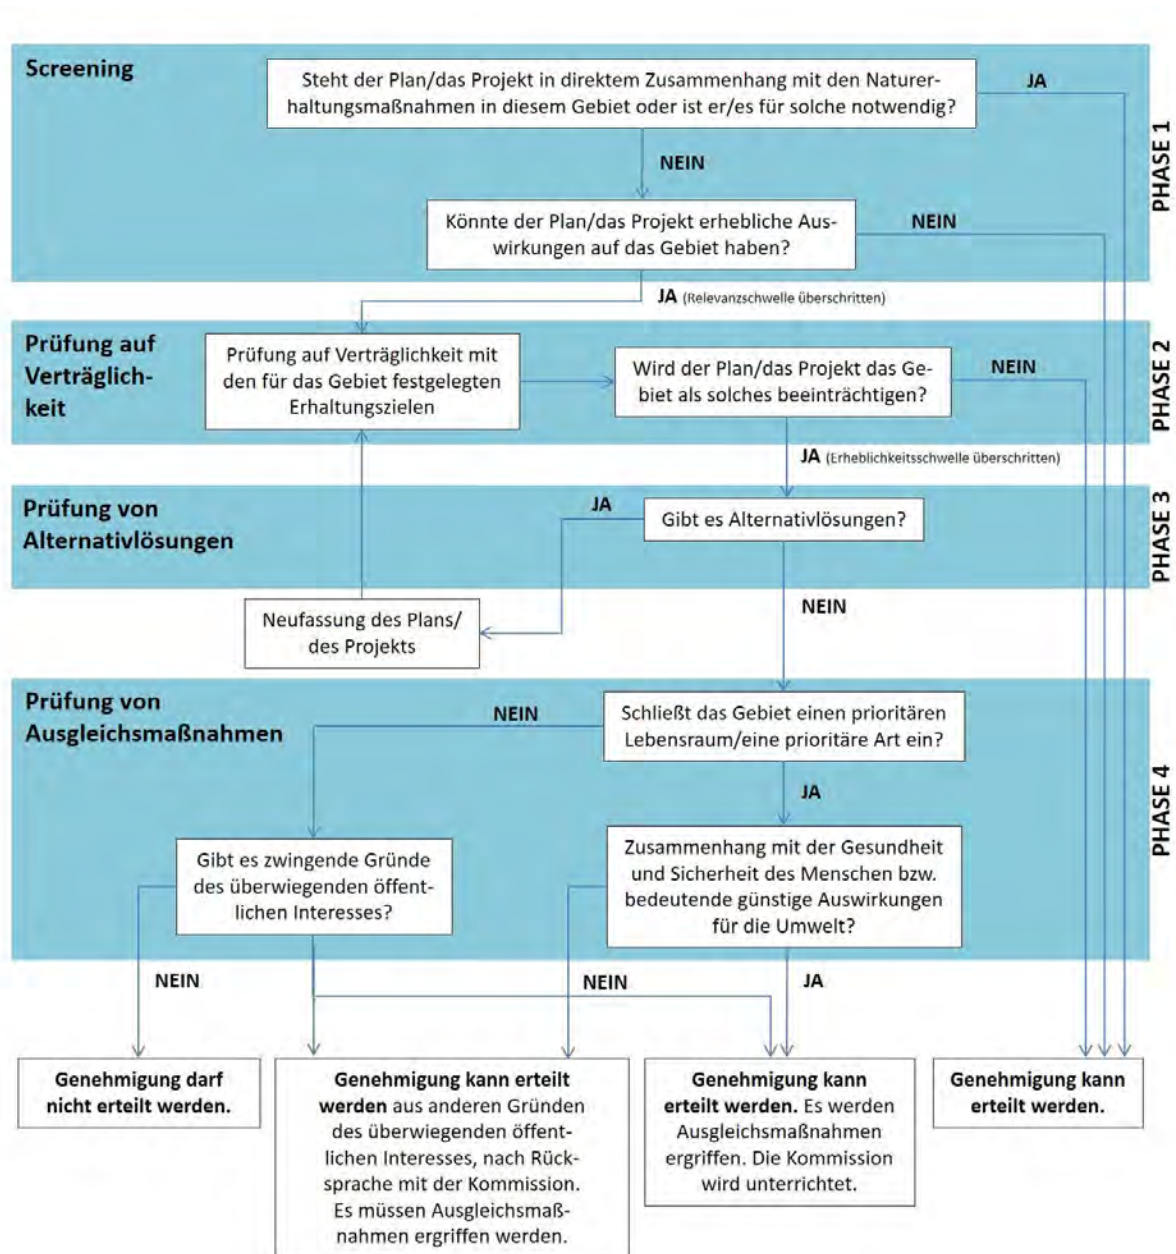 Screening
Steht der Plan/das Projekt in direktem Zusammenhang mit den Naturer-
haltungsmaßnahmen in diesem Gebiet oder ist er/es für solche notwendig?
JA
NEIN
Könnte der Plan/das Projekt erhebliche Aus-
wirkungen auf das Gebiet haben?
NEIN
PHASE 1
JA (Relevanzschwelle überschritten)
Prüfung auf
Verträglich-
keit
Prüfung auf Verträglichkeit mit
den für das Gebiet festgelegten
Erhaltungszielen
Wird der Plan/das Projekt das Ge-
biet als solches beeinträchtigen?
NEIN
PHASE 2
JA (Erheblichkeitsschwelle überschritten)
Prüfung von
Alternativlösungen
JA
Gibt es Alternativlösungen?
PHASE 3
NEIN
Neufassung des Plans/
des Projekts
Prüfung von
Ausgleichsmaßnahmen
NEIN
Schließt das Gebiet einen prioritären
Lebensraum/eine prioritäre Art ein?
JA
PHASE 4
Gibt es zwingende Gründe
des überwiegenden öffent-
lichen Interesses?
Zusammenhang mit der Gesundheit
und Sicherheit des Menschen bzw.
bedeutende günstige Auswirkungen
für die Umwelt?
NEIN
NEIN
JA
Genehmigung darf
nicht erteilt werden.
Genehmigung kann erteilt
werden aus anderen Gründen
des überwiegenden öffent-
lichen Interesses, nach Rück-
sprache mit der Kommission.
Es müssen Ausgleichsmaß-
nahmen ergriffen werden.
Genehmigung kann
erteilt werden. Es werden
Ausgleichsmaßnahmen
ergriffen. Die Kommission
wird unterrichtet.
Genehmigung kann
erteilt werden.